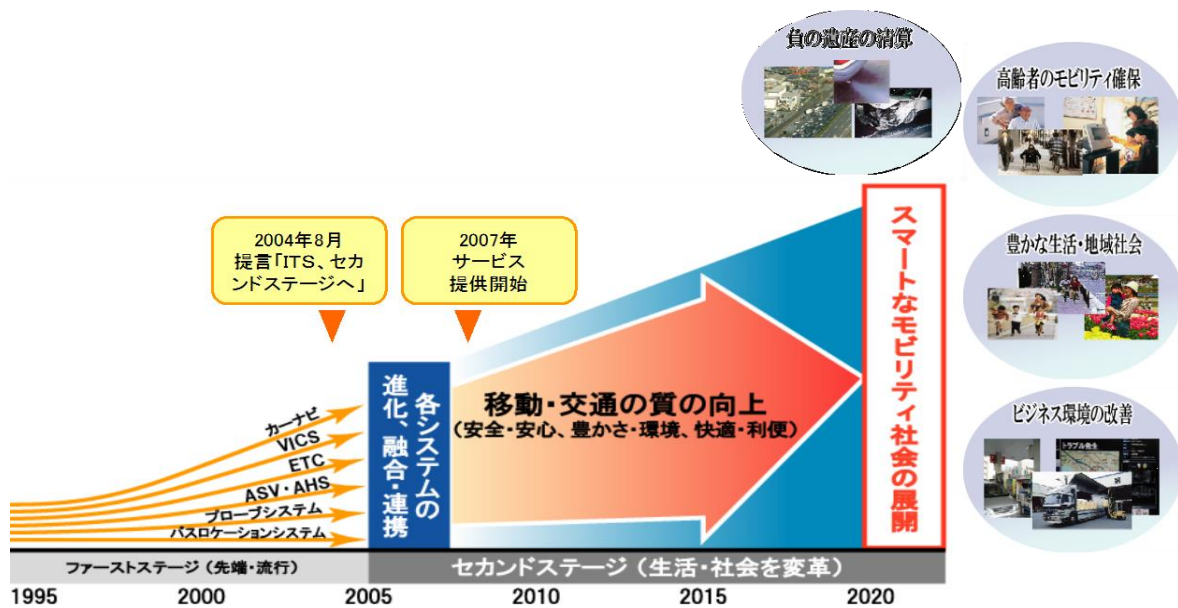 負の遺産の清算
高齢者のモビリティ確保
豊かな生活・地域社会
ビジネス環境の改善
トラブル発生
2004年8月
提言「ITS、セカ
ンドステージへ」
2007年
サービス
提供開始
カーナビ
VICS
ETC
ASV・AHS
プローブシステム
バスロケーションシステム
各システムの
進化、融合・連携
移動・交通の質の向上
(安全・安心、豊かさ・環境、快適・利便)
スマートなモビリティ社会の展開
ファーストステージ(先端・流行)
セカンドステージ(生活・社会を変革)
1995
2000
2005
2010
2015
2020